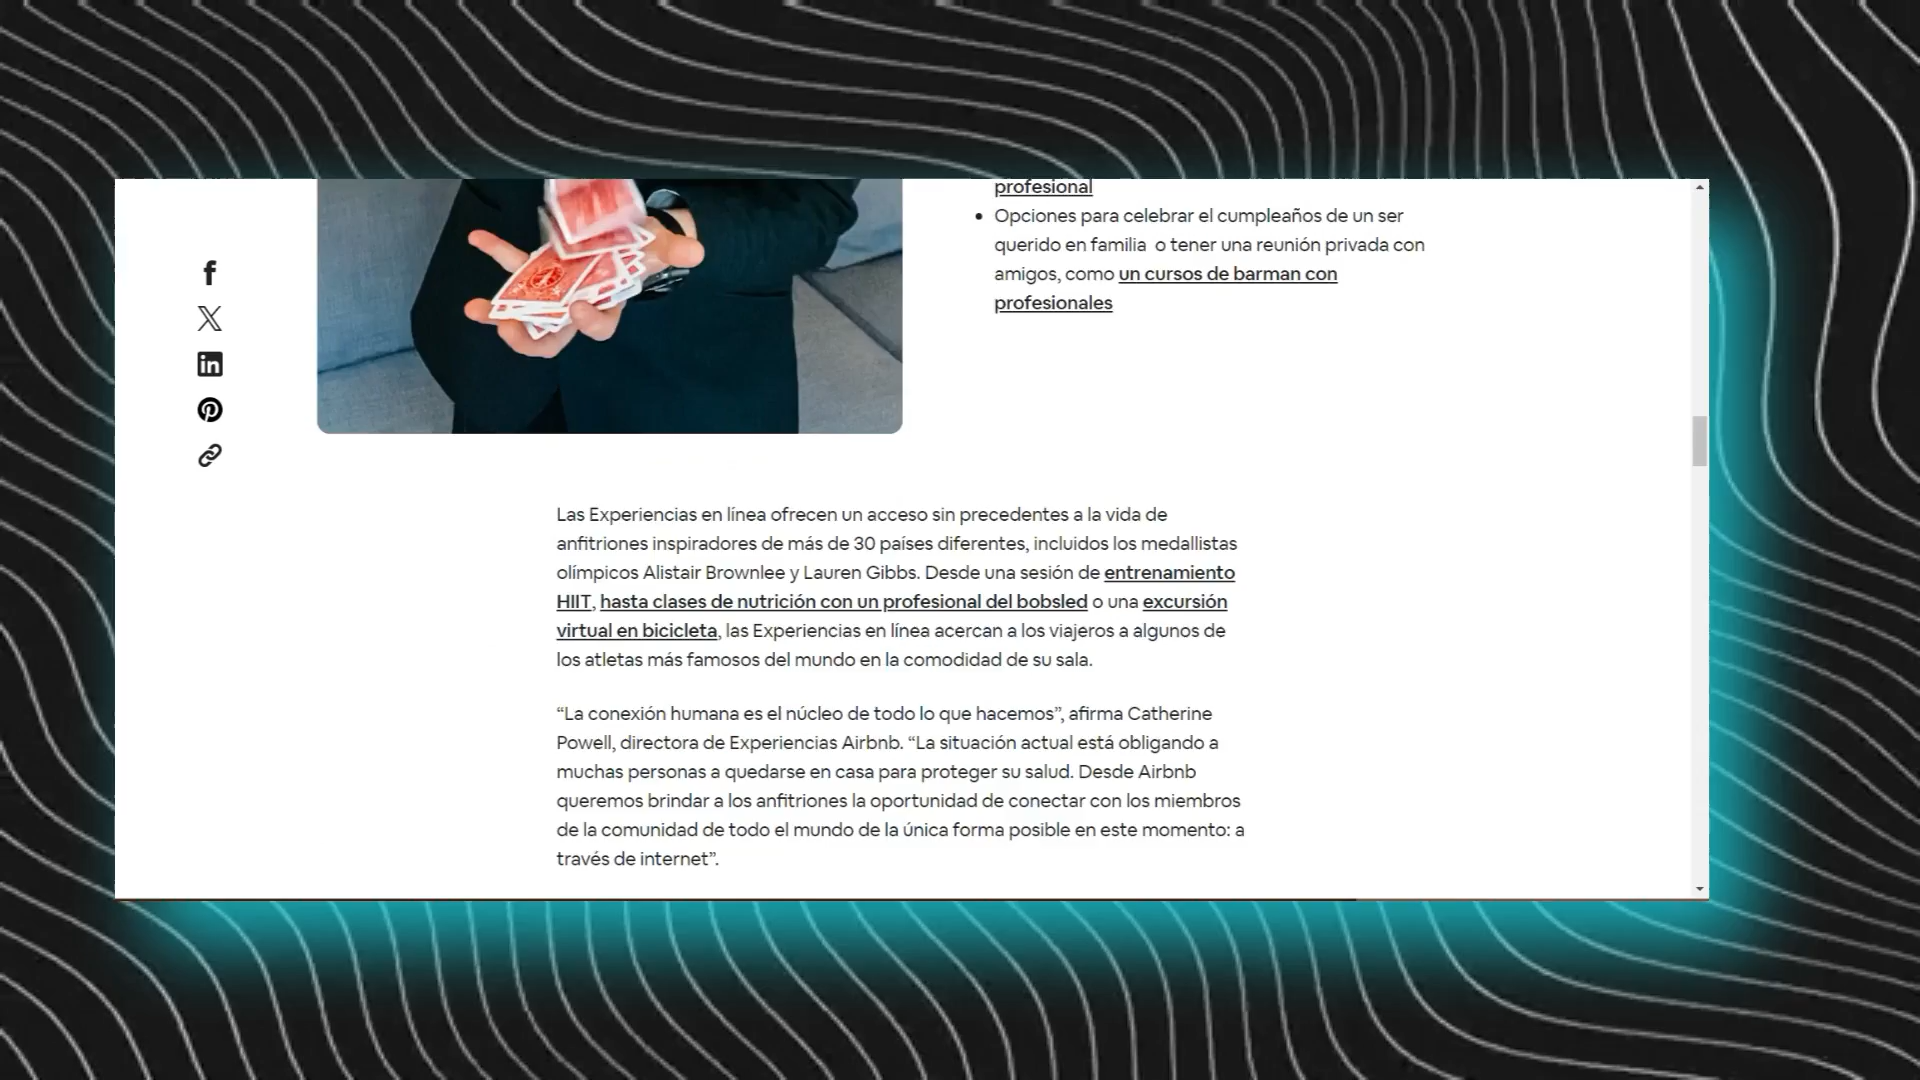 profesional
• Opciones para celebrar el cumpleaños de un ser
querido en familia  o tener una reunión privada con
amigos, como un cursos de barman con
profesionales
Las Experiencias en línea ofrecen un acceso sin precedentes a la vida de
anfitriones inspiradores de más de 30 países diferentes, incluidos los medallistas
olímpicos Alistair Brownlee y Lauren Gibbs. Desde una sesión de entrenamiento
HIIT, hasta clases de nutrición con un profesional del bobsled o una excursión
virtual en bicicleta, las Experiencias en línea acercan a los viajeros a algunos de
los atletas más famosos del mundo en la comodidad de su sala.
“La conexión humana es el núcleo de todo lo que hacemos”, afirma Catherine
Powell, directora de Experiencias Airbnb. “La situación actual está obligando a
muchas personas a quedarse en casa para proteger su salud. Desde Airbnb
queremos brindar a los anfitriones la oportunidad de conectar con los miembros
de la comunidad de todo el mundo de la única forma posible en este momento: a
través de internet”.